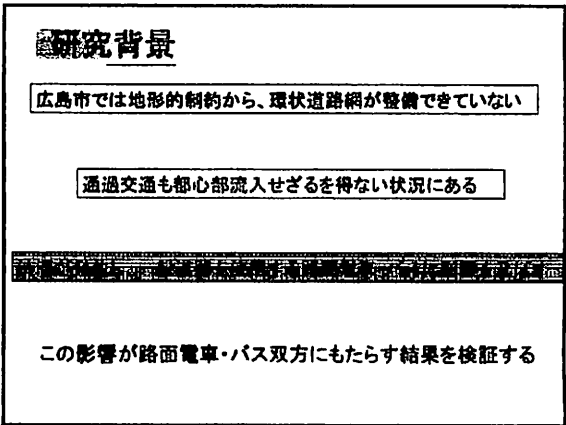 研究背景
広島市では地形的制約から、環状道路網が整備できていない
通過交通も都心部流入せざるを得ない状況にある
この影響が路面電車・バス双方にもたらす結果を検証する